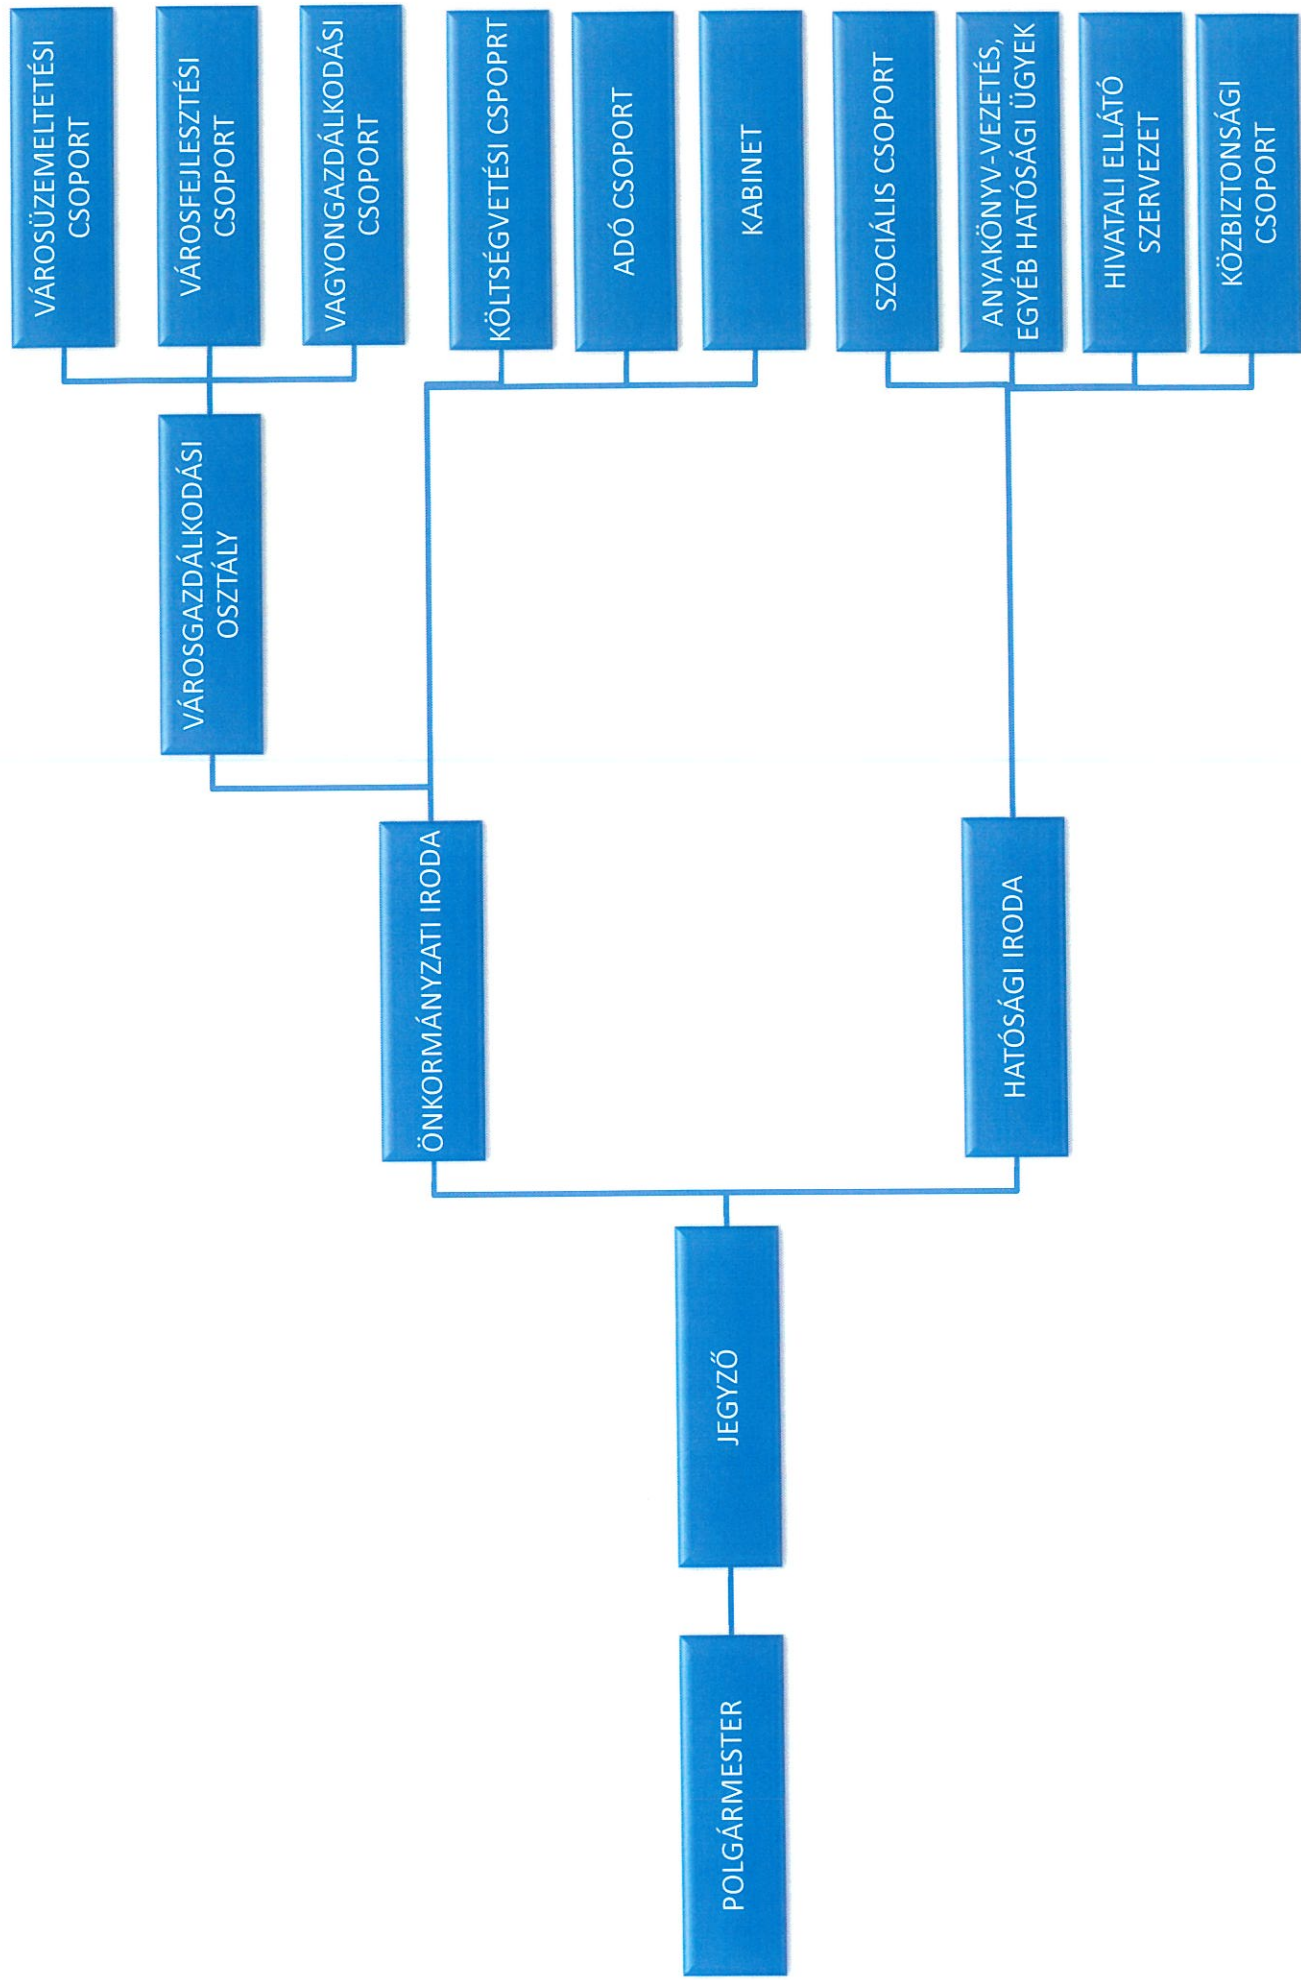 POLGÁRMESTER
JEGYZŐ
ÖNKORMÁNYZATI IRODA
HATÓSÁGI IRODA
VÁROSGAZDÁLKODÁSI
OSZTÁLY
VÁROSÜZEMELTETÉSI
CSOPORT
VÁROSFEJLESZTÉSI
CSOPORT
VAGYONGAZDÁLKODÁSI
CSOPORT
KÖLTSÉGVETÉSI CSPOPRT
ADÓ CSOPORT
KABINET
SZOCIÁLIS CSOPORT
ANYAKÖNYV-VEZETÉS,
EGYÉB HATÓSÁGI ÜGYEK
HIVATALI ELLÁTÓ
SZERVEZET
KÖZBIZTONSÁGI
CSOPORT